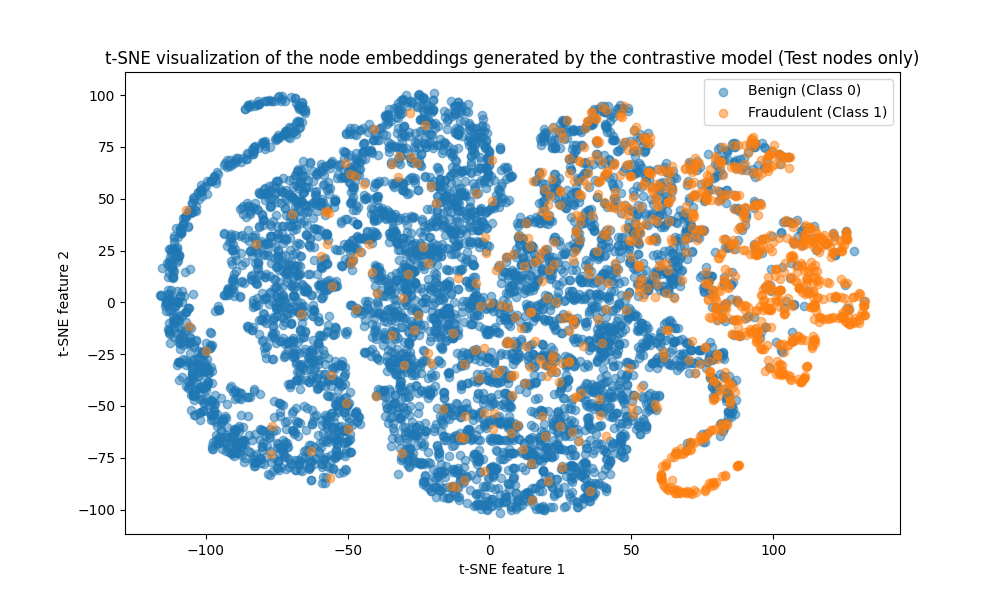 t-SNE visualization of the node embeddings generated by the contrastive model (Test nodes only)
Benign (Class 0)
Fraudulent (Class 1)
100
75
50
25
0
−25
−50
−75
−100
t-SNE feature 2
−100
−50
0
50
100
t-SNE feature 1